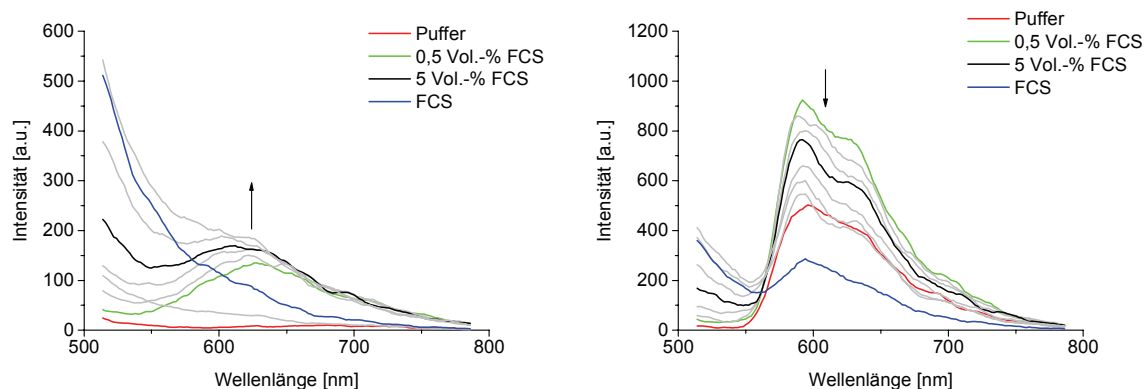 600
500
400
300
200
100
0
Intensität [a.u.]
500
600
700
800
Wellenlänge [nm]
Puffer
0,5 Vol.-% FCS
5 Vol.-% FCS
FCS
1200
1000
800
600
400
200
0
Intensität [a.u.]
500
600
700
800
Wellenlänge [nm]
Puffer
0,5 Vol.-% FCS
5 Vol.-% FCS
FCS